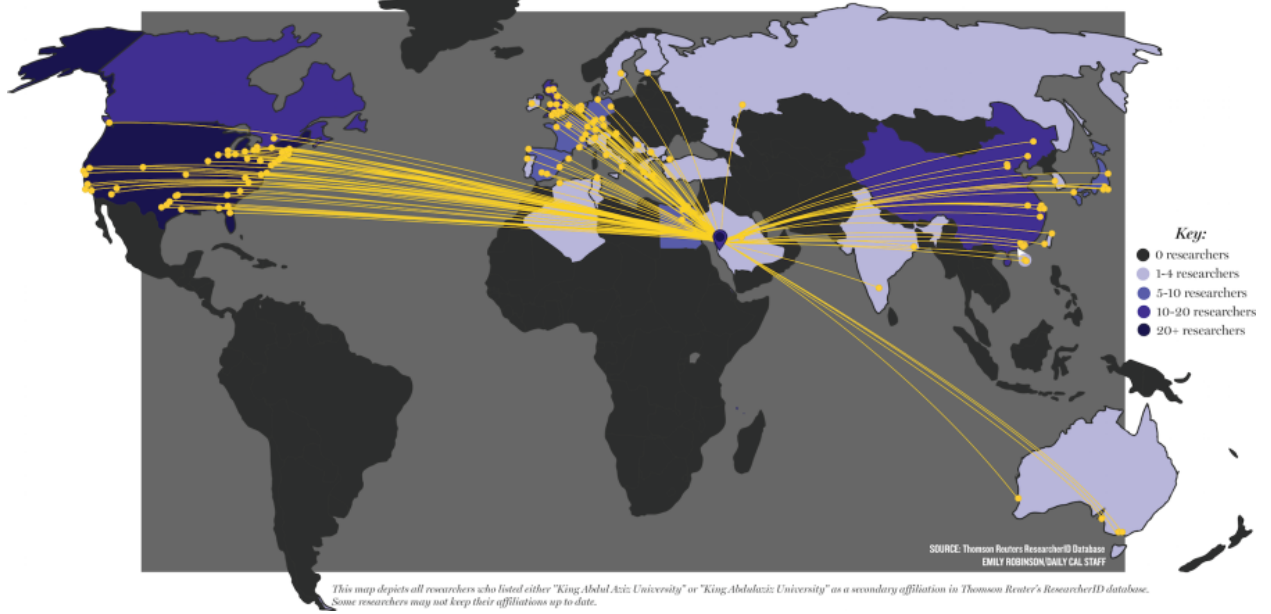 Key:
0 researchers
1-4 researchers
5-10 researchers
10-20 researchers
20+ researchers
SOURCE: Thomson Reuters ResearcherID Database
EMILY ROBINSON/DAILY CAL STAFF
This map depicts all researchers who listed either "King Abdul Aziz University" or "King Abdulaziz University" as a secondary affiliation in Thomson Reuter's ResearcherID database.
Some researchers may not keep their affiliations up to date.